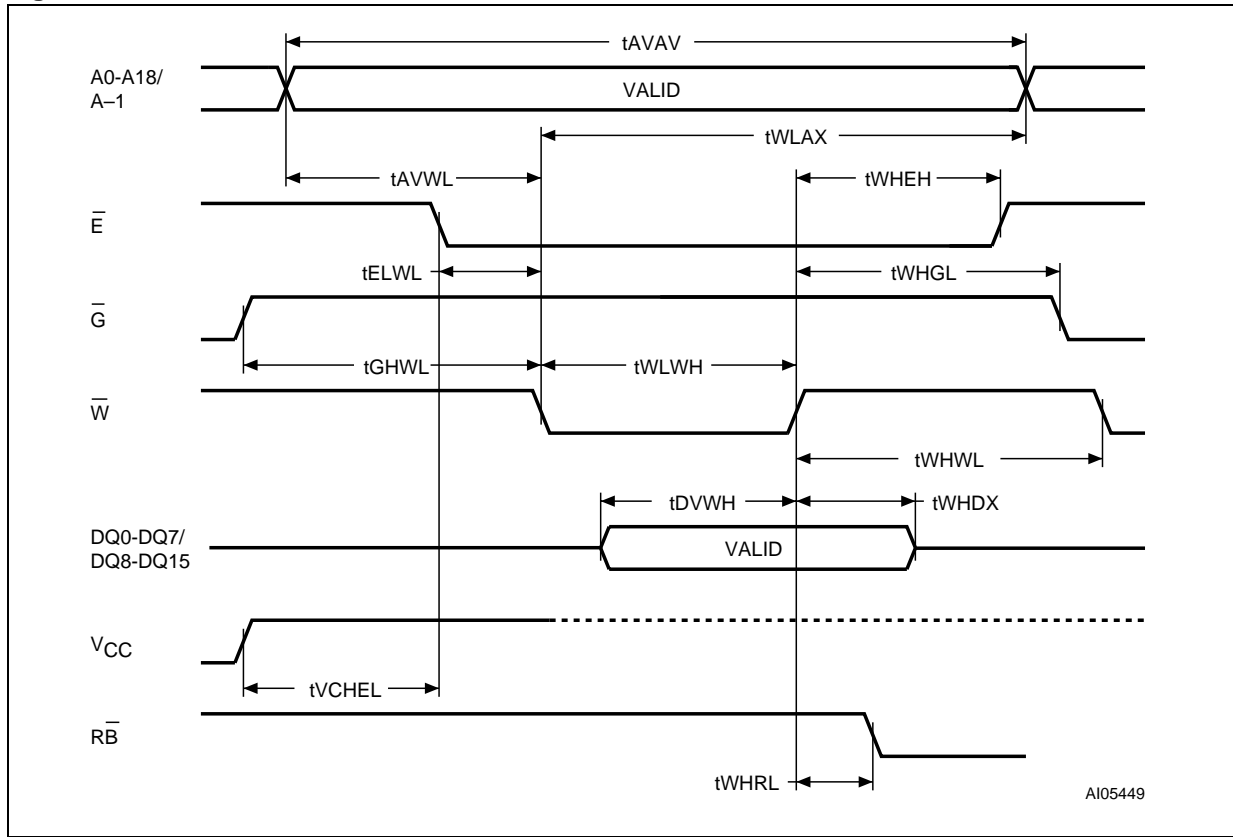 tAVAV
A0-A18/
A–1
VALID
tWLAX
tAVWL
tWHEH
E̅
tELWL
tWHGL
G̅
tGHWL
tWLWH
W̅
tWHWL
tDVWH
tWHDX
DQ0-DQ7/
DQ8-DQ15
VALID
VCC
tVCHEL
RB̅
tWHRL
AI05449